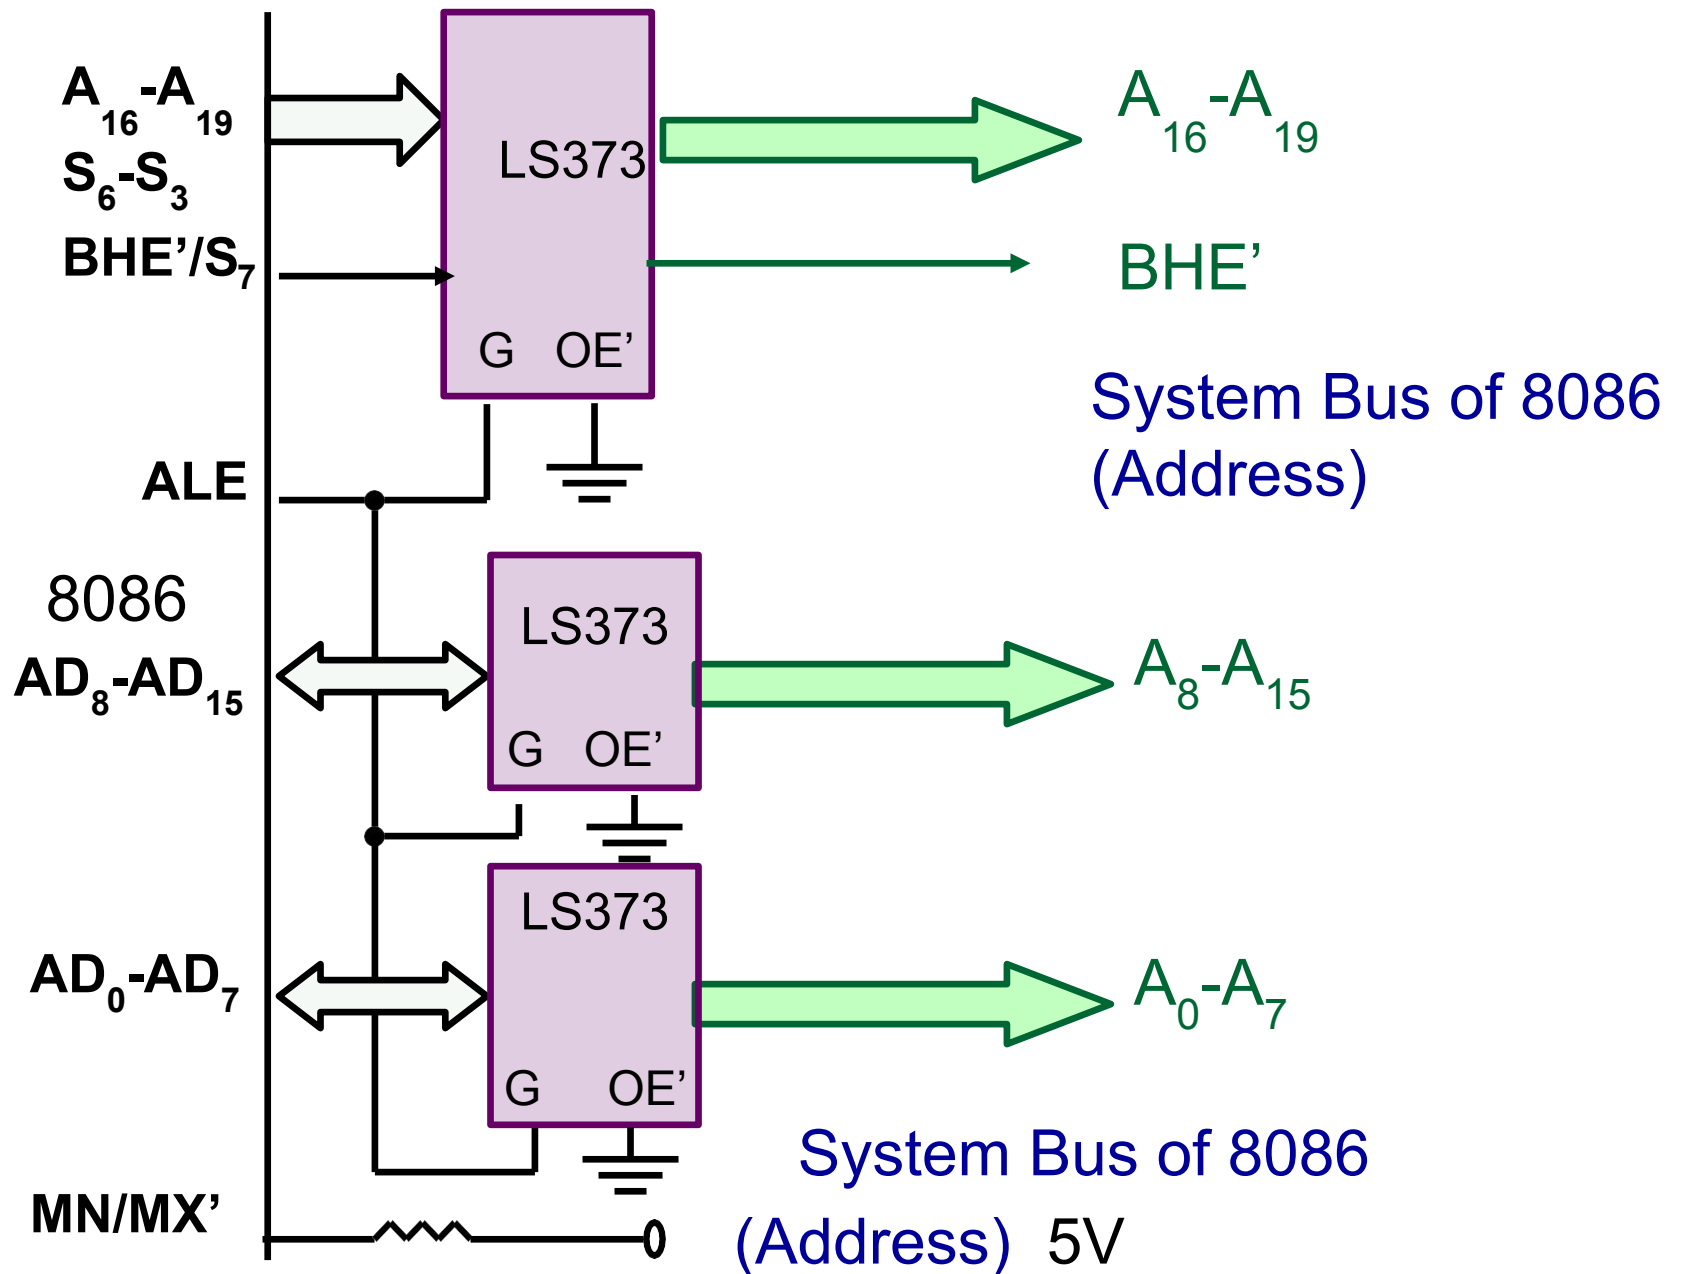 A16-A19
S6-S3
BHE’/S7
LS373
G OE’
A16-A19
BHE’
System Bus of 8086
(Address)
ALE
8086
AD8-AD15
LS373
G OE’
A8-A15
AD0-AD7
LS373
G OE’
A0-A7
System Bus of 8086
(Address) 5V
MN/MX’